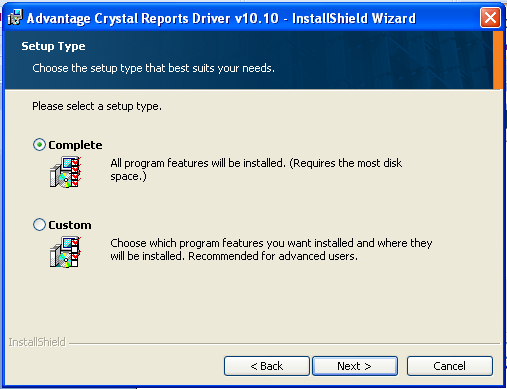 Advantage Crystal Reports Driver v10.10 - InstallShield Wizard
Setup Type
Choose the setup type that best suits your needs.
Please select a setup type.
Complete
All program features will be installed. (Requires the most disk
space.)
Custom
Choose which program features you want installed and where they
will be installed. Recommended for advanced users.
InstallShield
< Back
Next >
Cancel